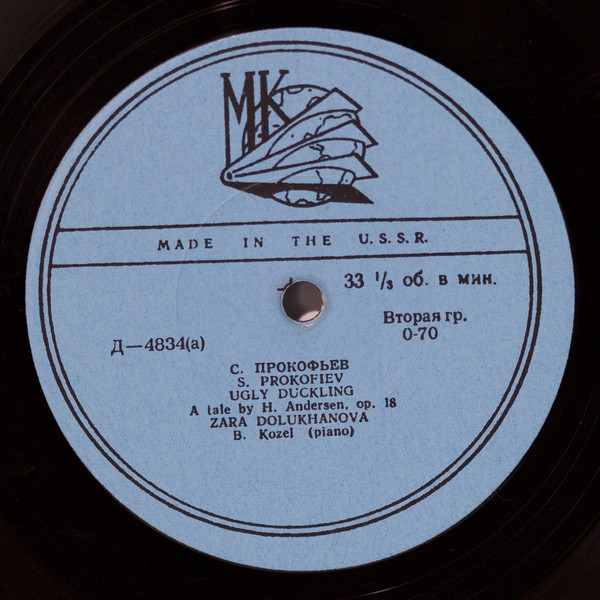 МК
MADE IN THE U.S.S.R.
33 1/3 об. в мин.
Вторая гр.
0-70
Д—4834(а)
С. ПРОКОФЬЕВ
S. PROKOFIEV
UGLY DUCKLING
A tale by H. Andersen, op. 18
ZARA DOLUKHANOVA
B. Kozel (piano)